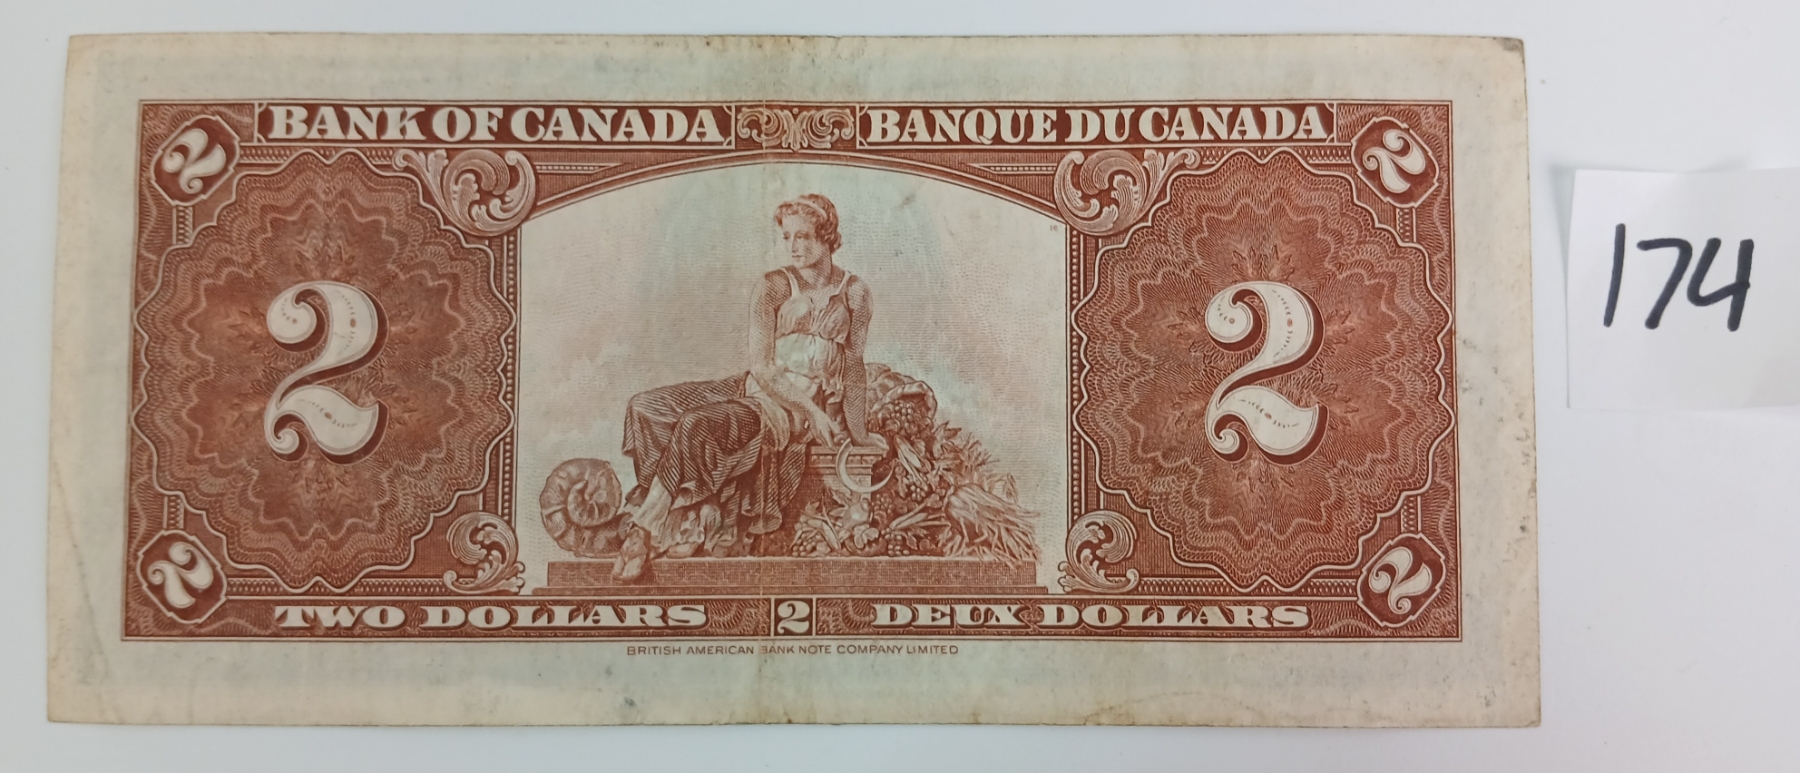 BANK OF CANADA BANQUE DU CANADA
2 2
16
174
2 2
2 2
TWO DOLLARS 2 DEUX DOLLARS
BRITISH AMERICAN BANK NOTE COMPANY LIMITED